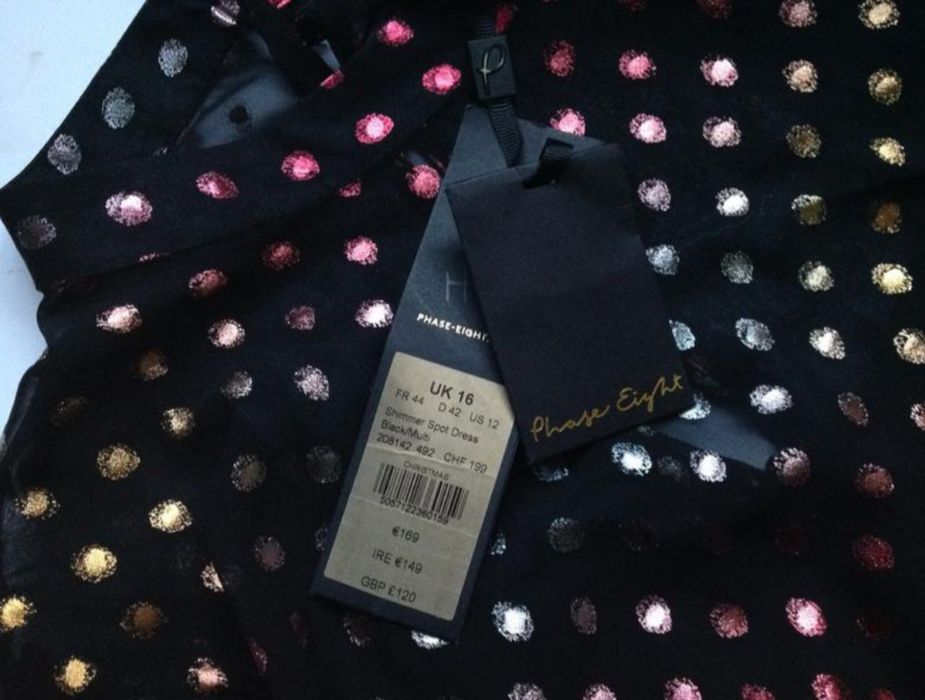 PHASE-EIGHT.
UK 16
FR 44 D 42 US 12
Shimmer Spot Dress
Black/Multi
208142 492 CHF 199
CHRISTMAS
5057122360159
€169
IRE €149
GBP £120
Phase Eight